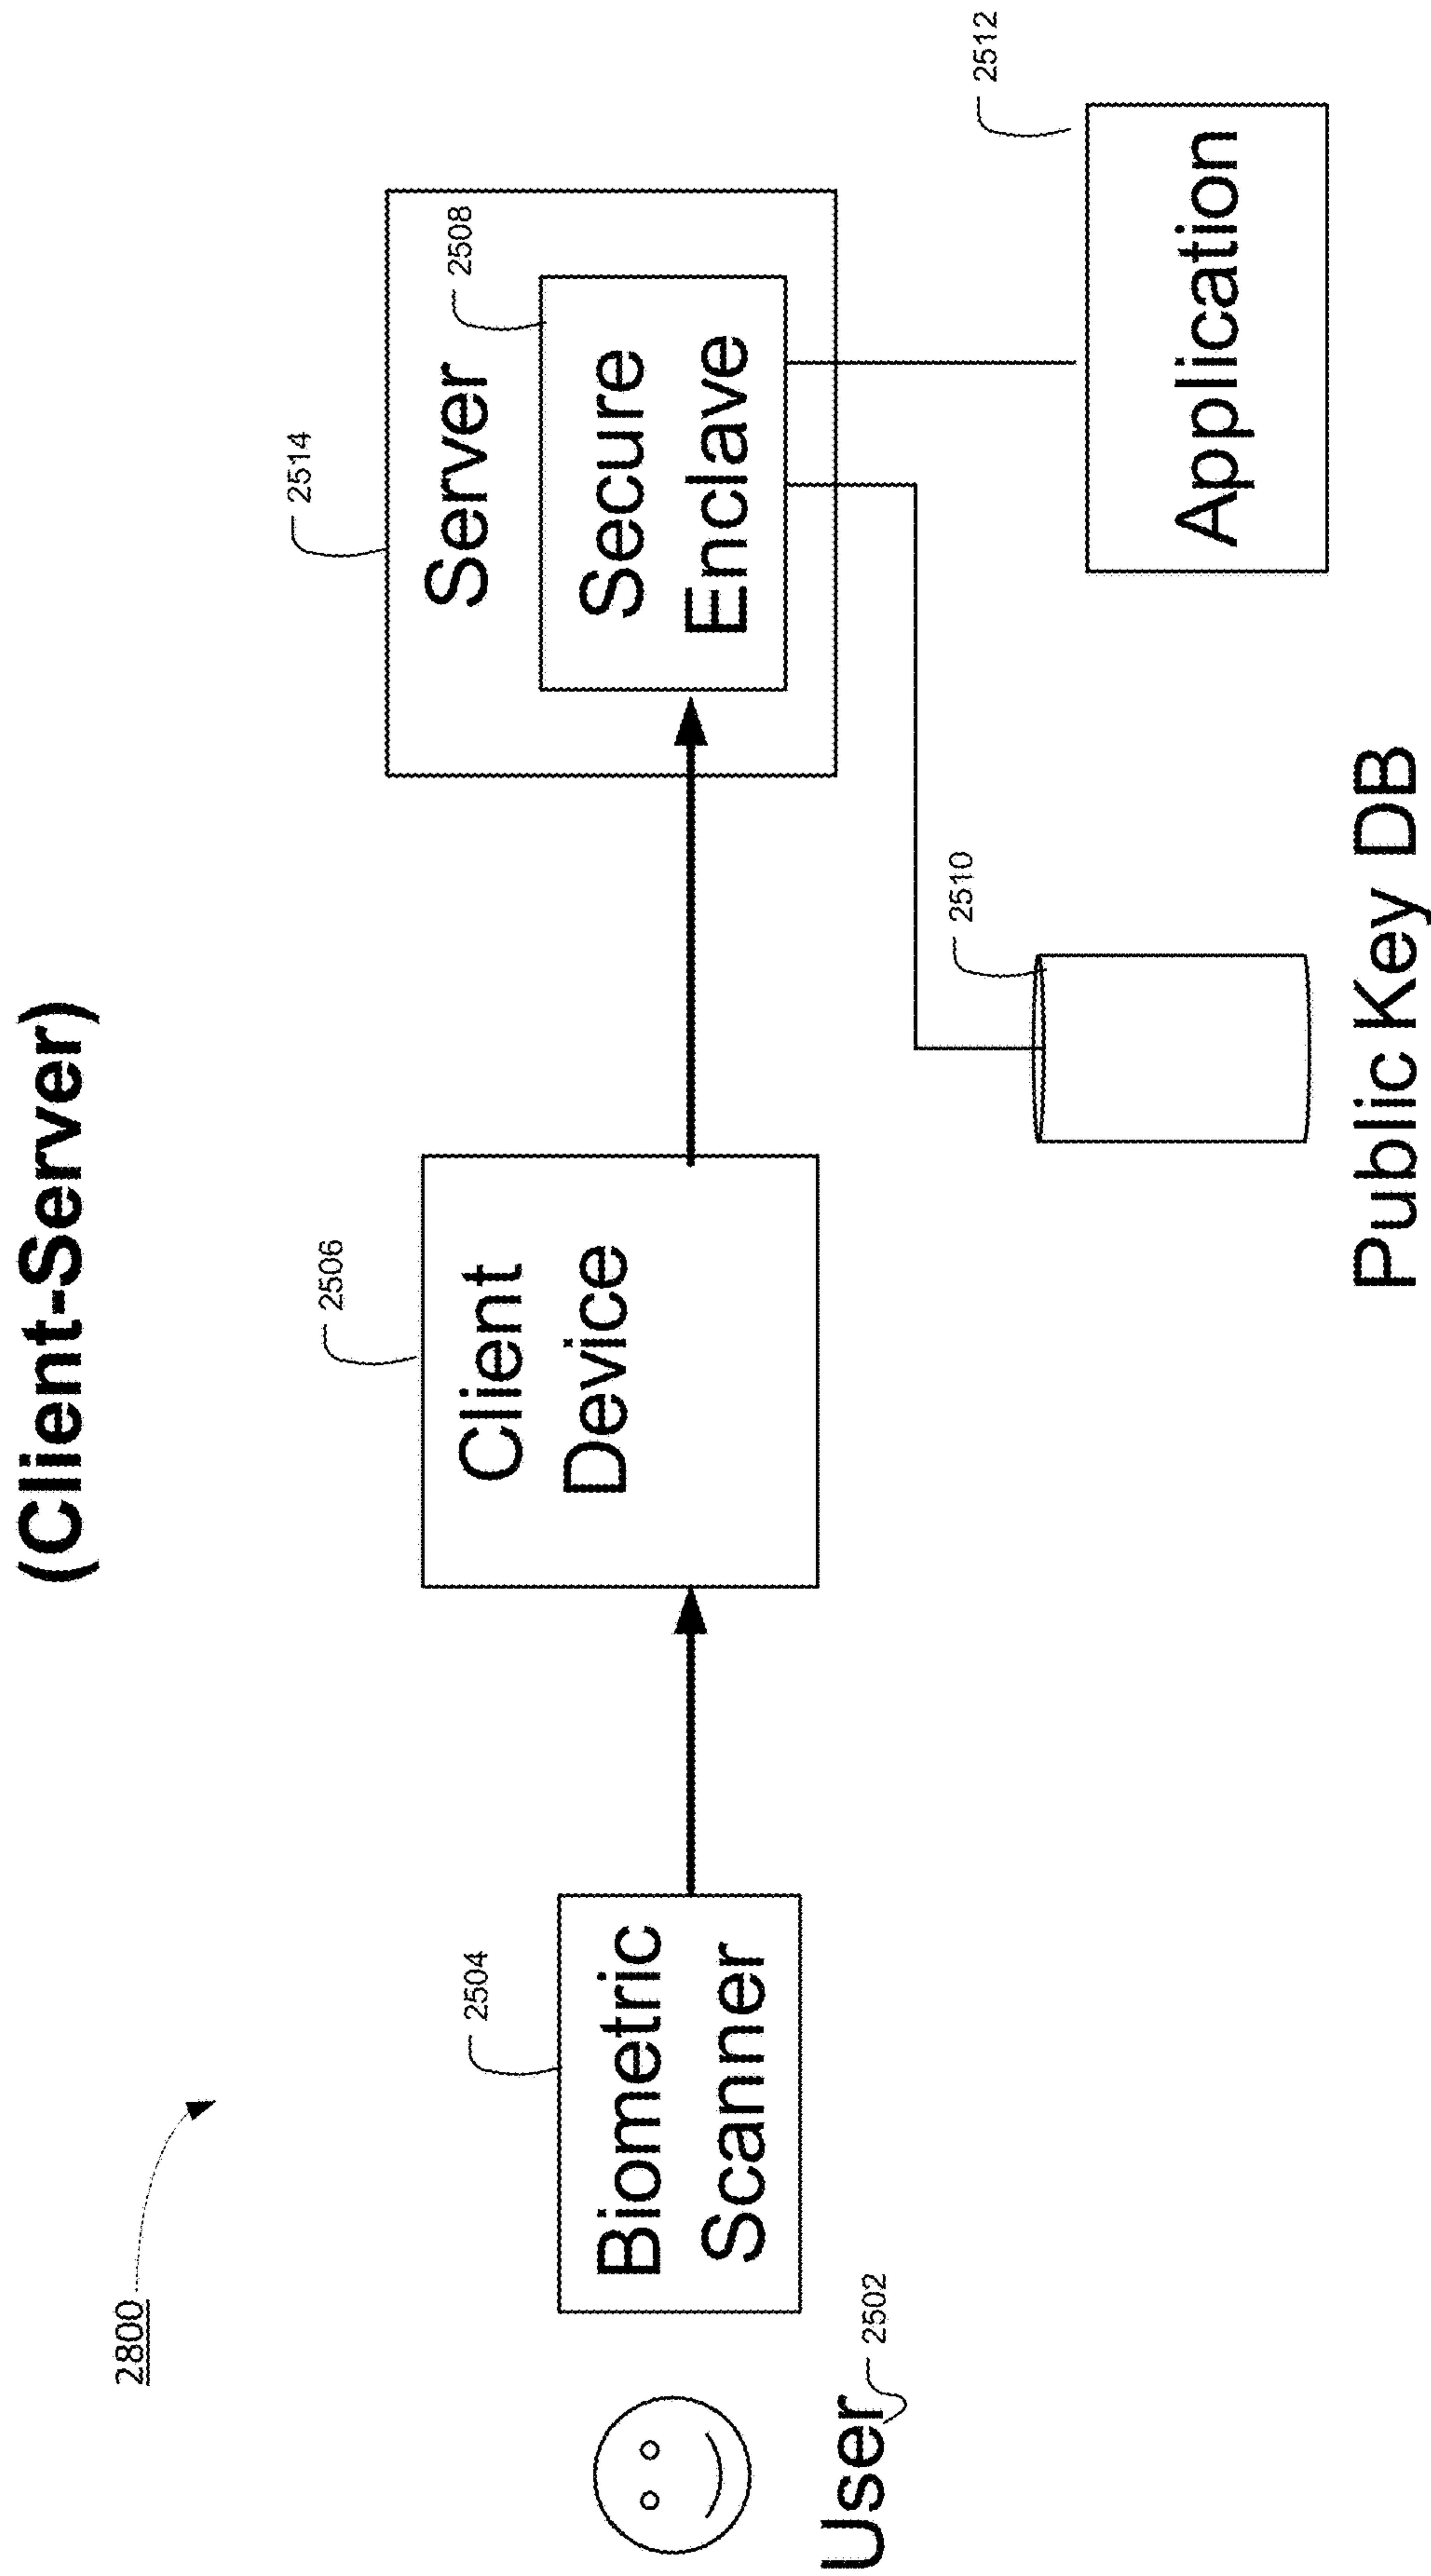 (Client-Server)
2800
2514
Server
2508
Secure
Enclave
2506
Client
Device
2504
Biometric
Scanner
User
2502
2510
Public Key DB
2512
Application